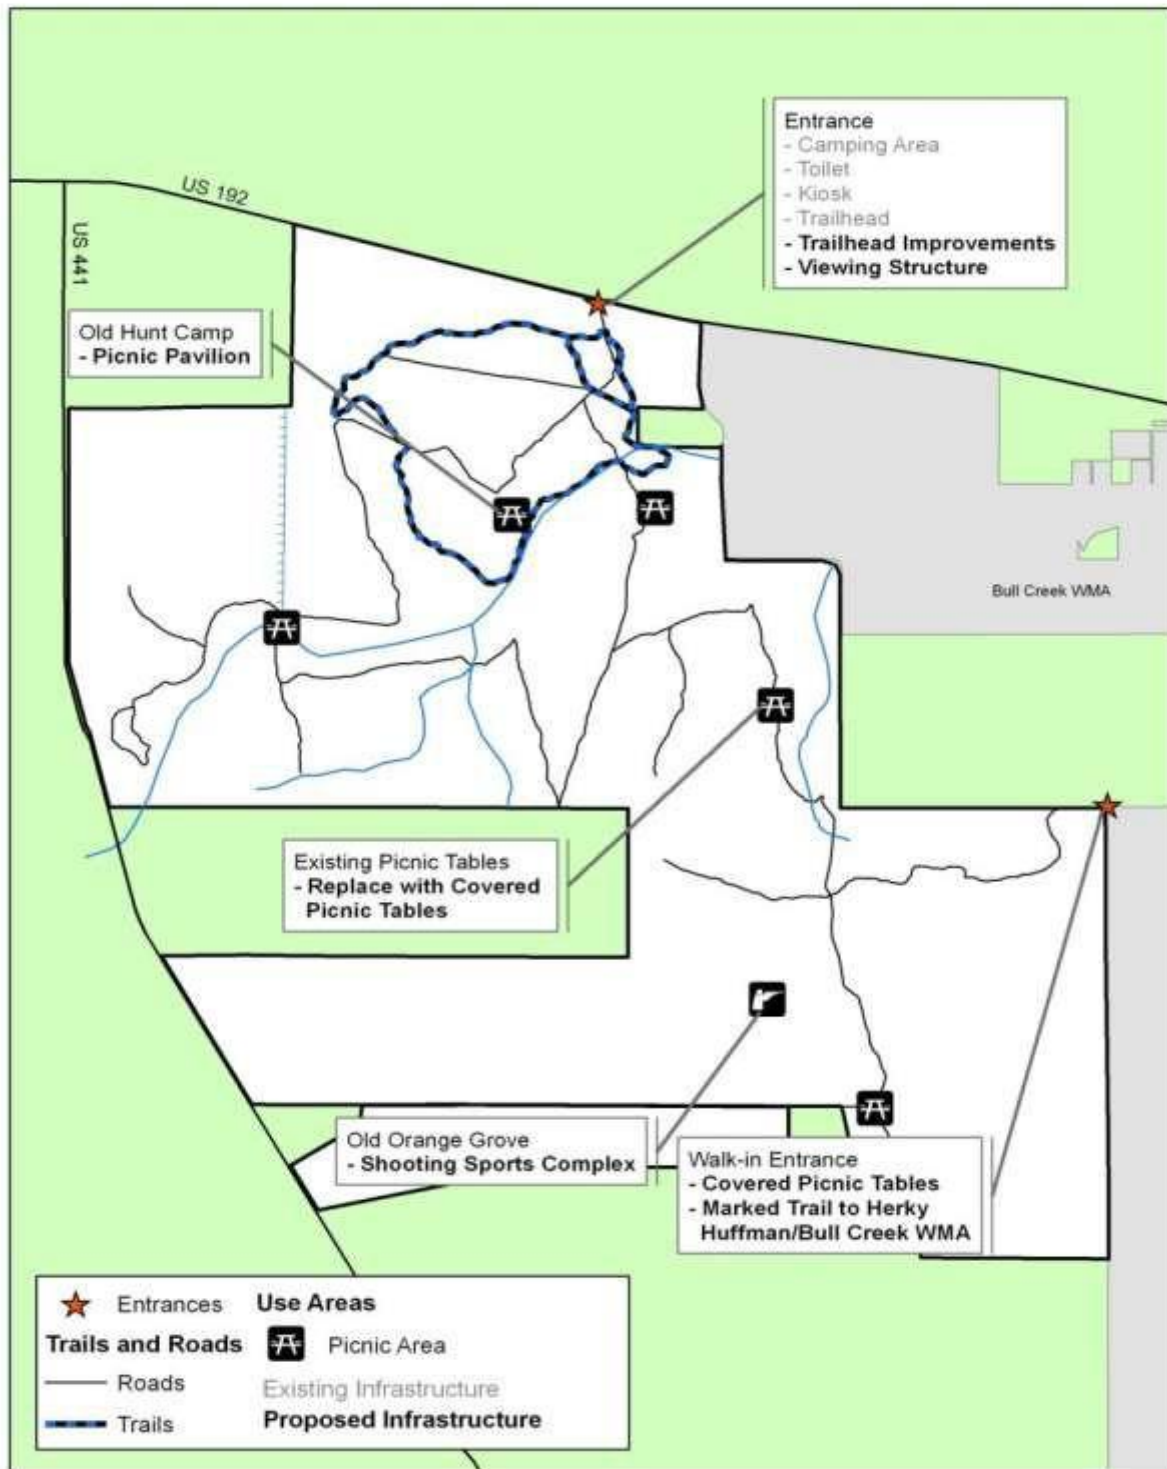 Entrance
- Camping Area
- Toilet
- Kiosk
- Trailhead
- Trailhead Improvements
- Viewing Structure
US 192
US 441
Old Hunt Camp
- Picnic Pavilion
Bull Creek WMA
Existing Picnic Tables
- Replace with Covered
Picnic Tables
Old Orange Grove
- Shooting Sports Complex
Walk-in Entrance
- Covered Picnic Tables
- Marked Trail to Herky
Huffman/Bull Creek WMA
Entrances
Use Areas
Trails and Roads
Picnic Area
Roads
Existing Infrastructure
Trails
Proposed Infrastructure